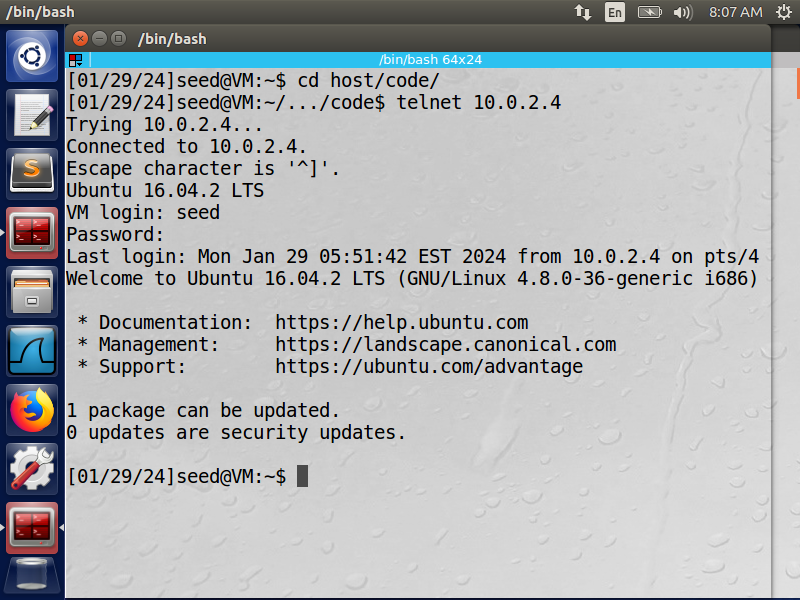 /bin/bash
En
8:07 AM
/bin/bash
/bin/bash 64x24
[01/29/24]seed@VM:~$ cd host/code/
[01/29/24]seed@VM:~/.../code$ telnet 10.0.2.4
Trying 10.0.2.4...
Connected to 10.0.2.4.
Escape character is '^]'.
Ubuntu 16.04.2 LTS
VM login: seed
Password:
Last login: Mon Jan 29 05:51:42 EST 2024 from 10.0.2.4 on pts/4
Welcome to Ubuntu 16.04.2 LTS (GNU/Linux 4.8.0-36-generic i686)
 * Documentation:  https://help.ubuntu.com
 * Management:     https://landscape.canonical.com
 * Support:        https://ubuntu.com/advantage
1 package can be updated.
0 updates are security updates.
[01/29/24]seed@VM:~$